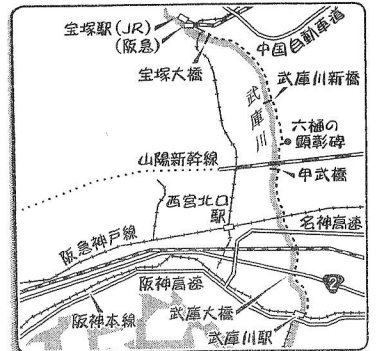 宝塚駅(JR)
(阪急)
宝塚大橋
中国自動車道
武庫川新橋
武庫川
六樋の
顕彰碑
山陽新幹線
甲武橋
西宮北口
駅
名神高速
阪急神戸線
2
阪神高速
武庫大橋
阪神本線
武庫川駅